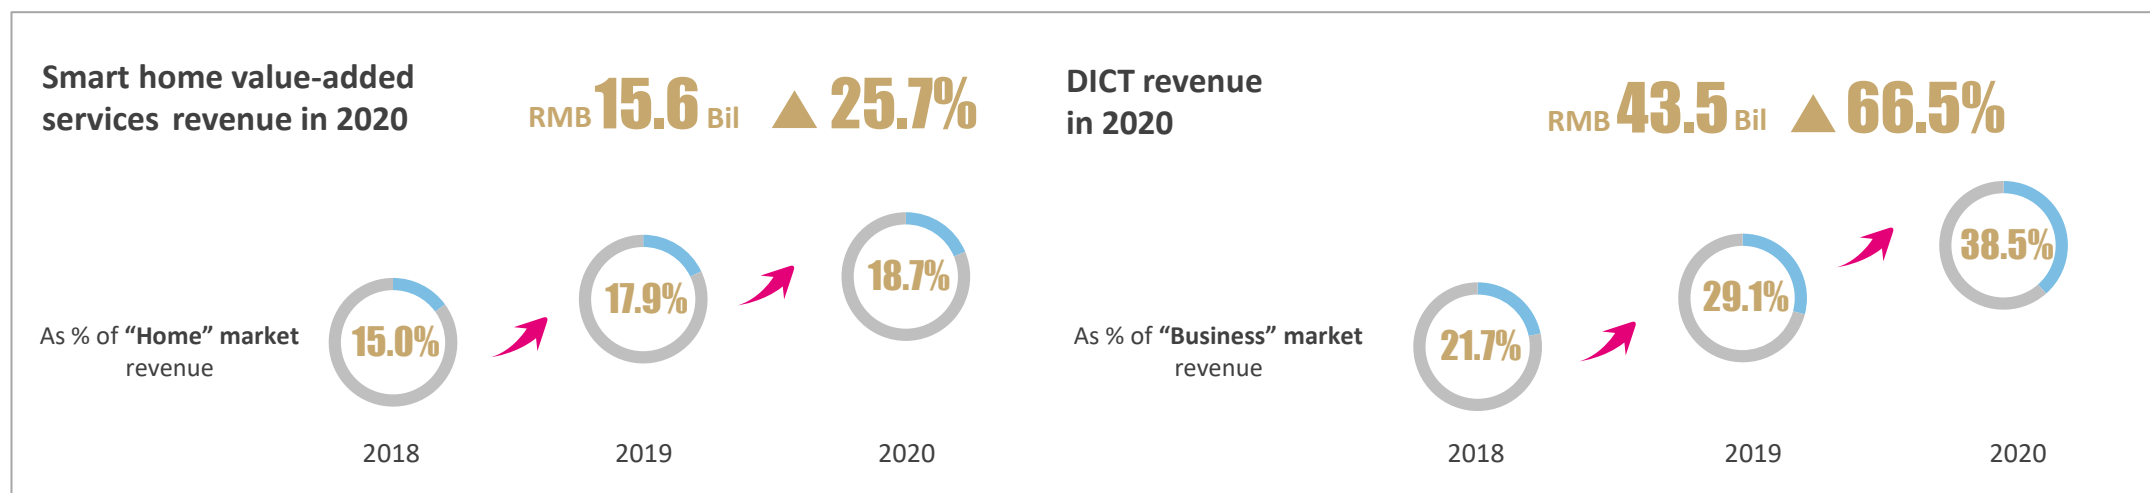 Smart home value-added
services revenue in 2020
RMB 15.6 Bil ▲ 25.7%
As % of “Home” market
revenue
15.0%
17.9%
18.7%
2018
2019
2020
DICT revenue
in 2020
RMB 43.5 Bil ▲ 66.5%
As % of “Business” market
revenue
21.7%
29.1%
38.5%
2018
2019
2020